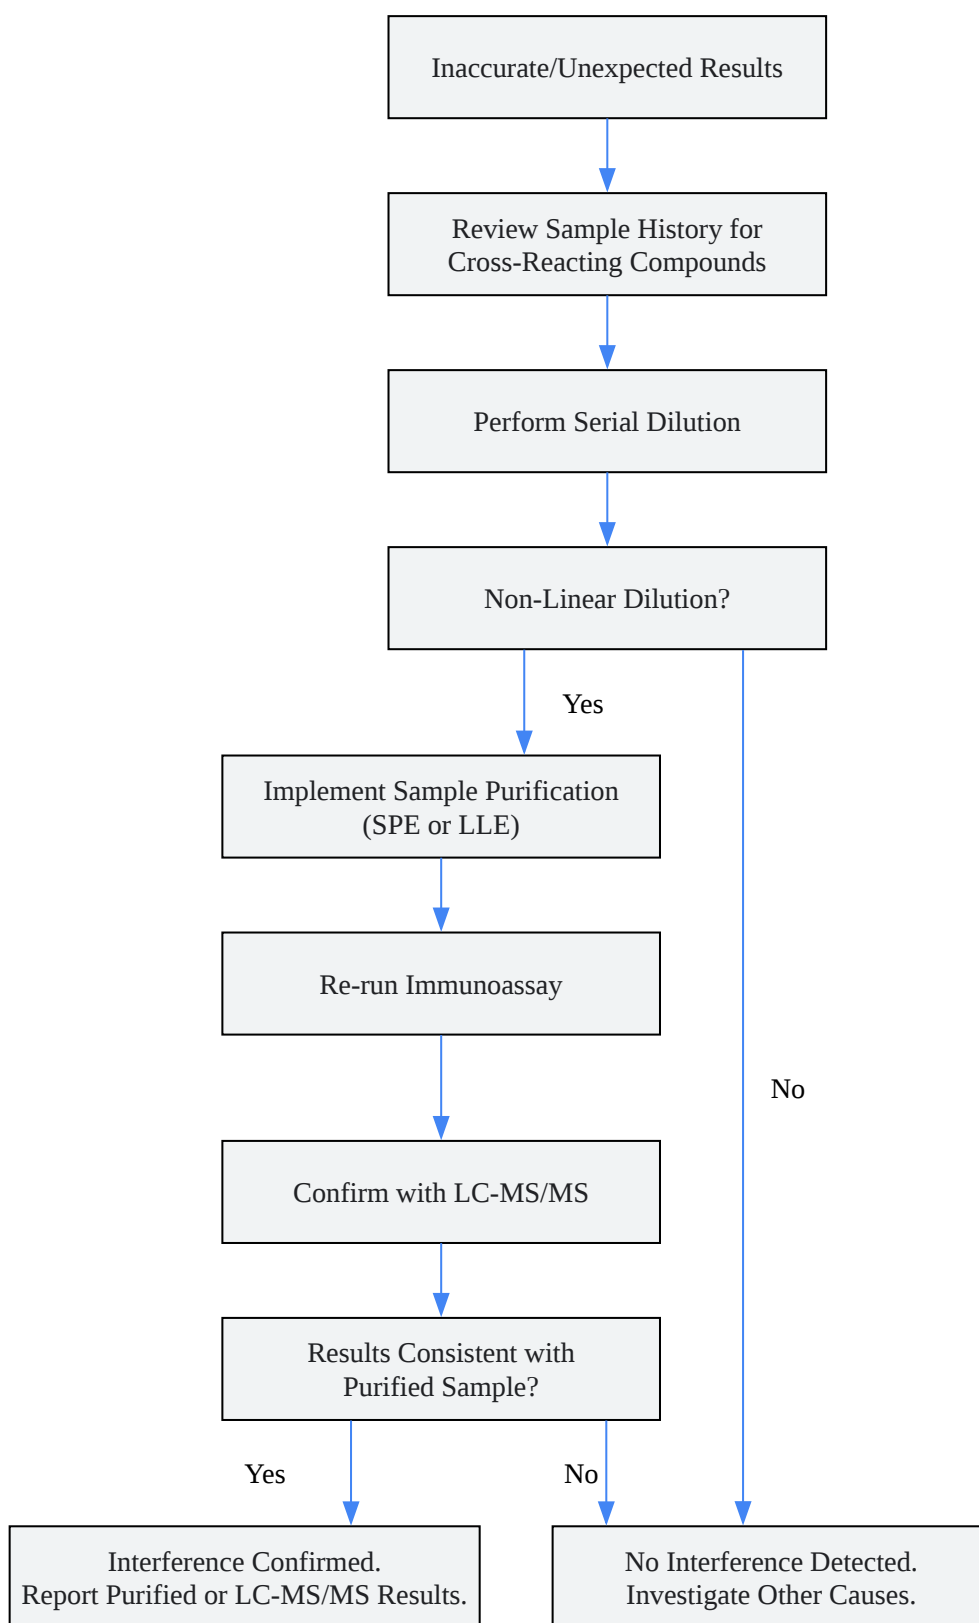 Inaccurate/Unexpected Results
Review Sample History for
Cross-Reacting Compounds
Perform Serial Dilution
Non-Linear Dilution?
Yes
Implement Sample Purification
(SPE or LLE)
Re-run Immunoassay
No
Confirm with LC-MS/MS
Results Consistent with
Purified Sample?
Yes
No
Interference Confirmed.
Report Purified or LC-MS/MS Results.
No Interference Detected.
Investigate Other Causes.